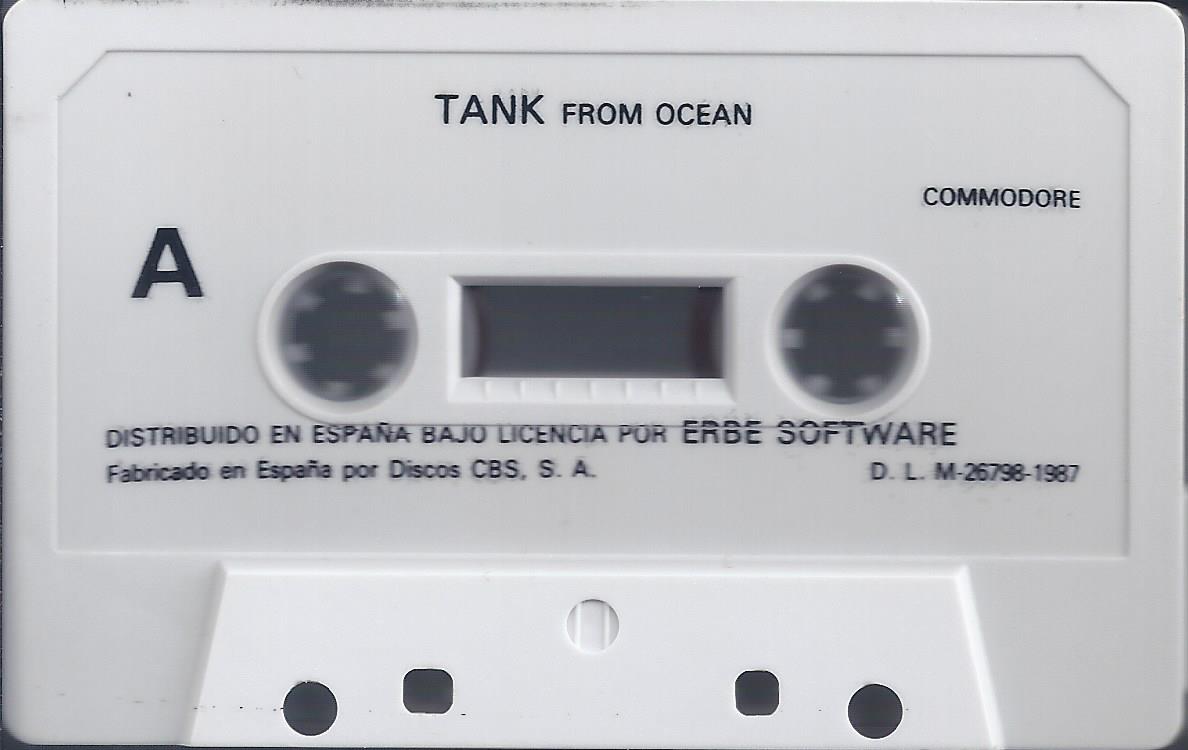 TANK FROM OCEAN
COMMODORE
A
DISTRIBUIDO EN ESPAÑA BAJO LICENCIA POR ERBE SOFTWARE
Fabricado en España por Discos CBS, S. A. D. L. M-26798-1987